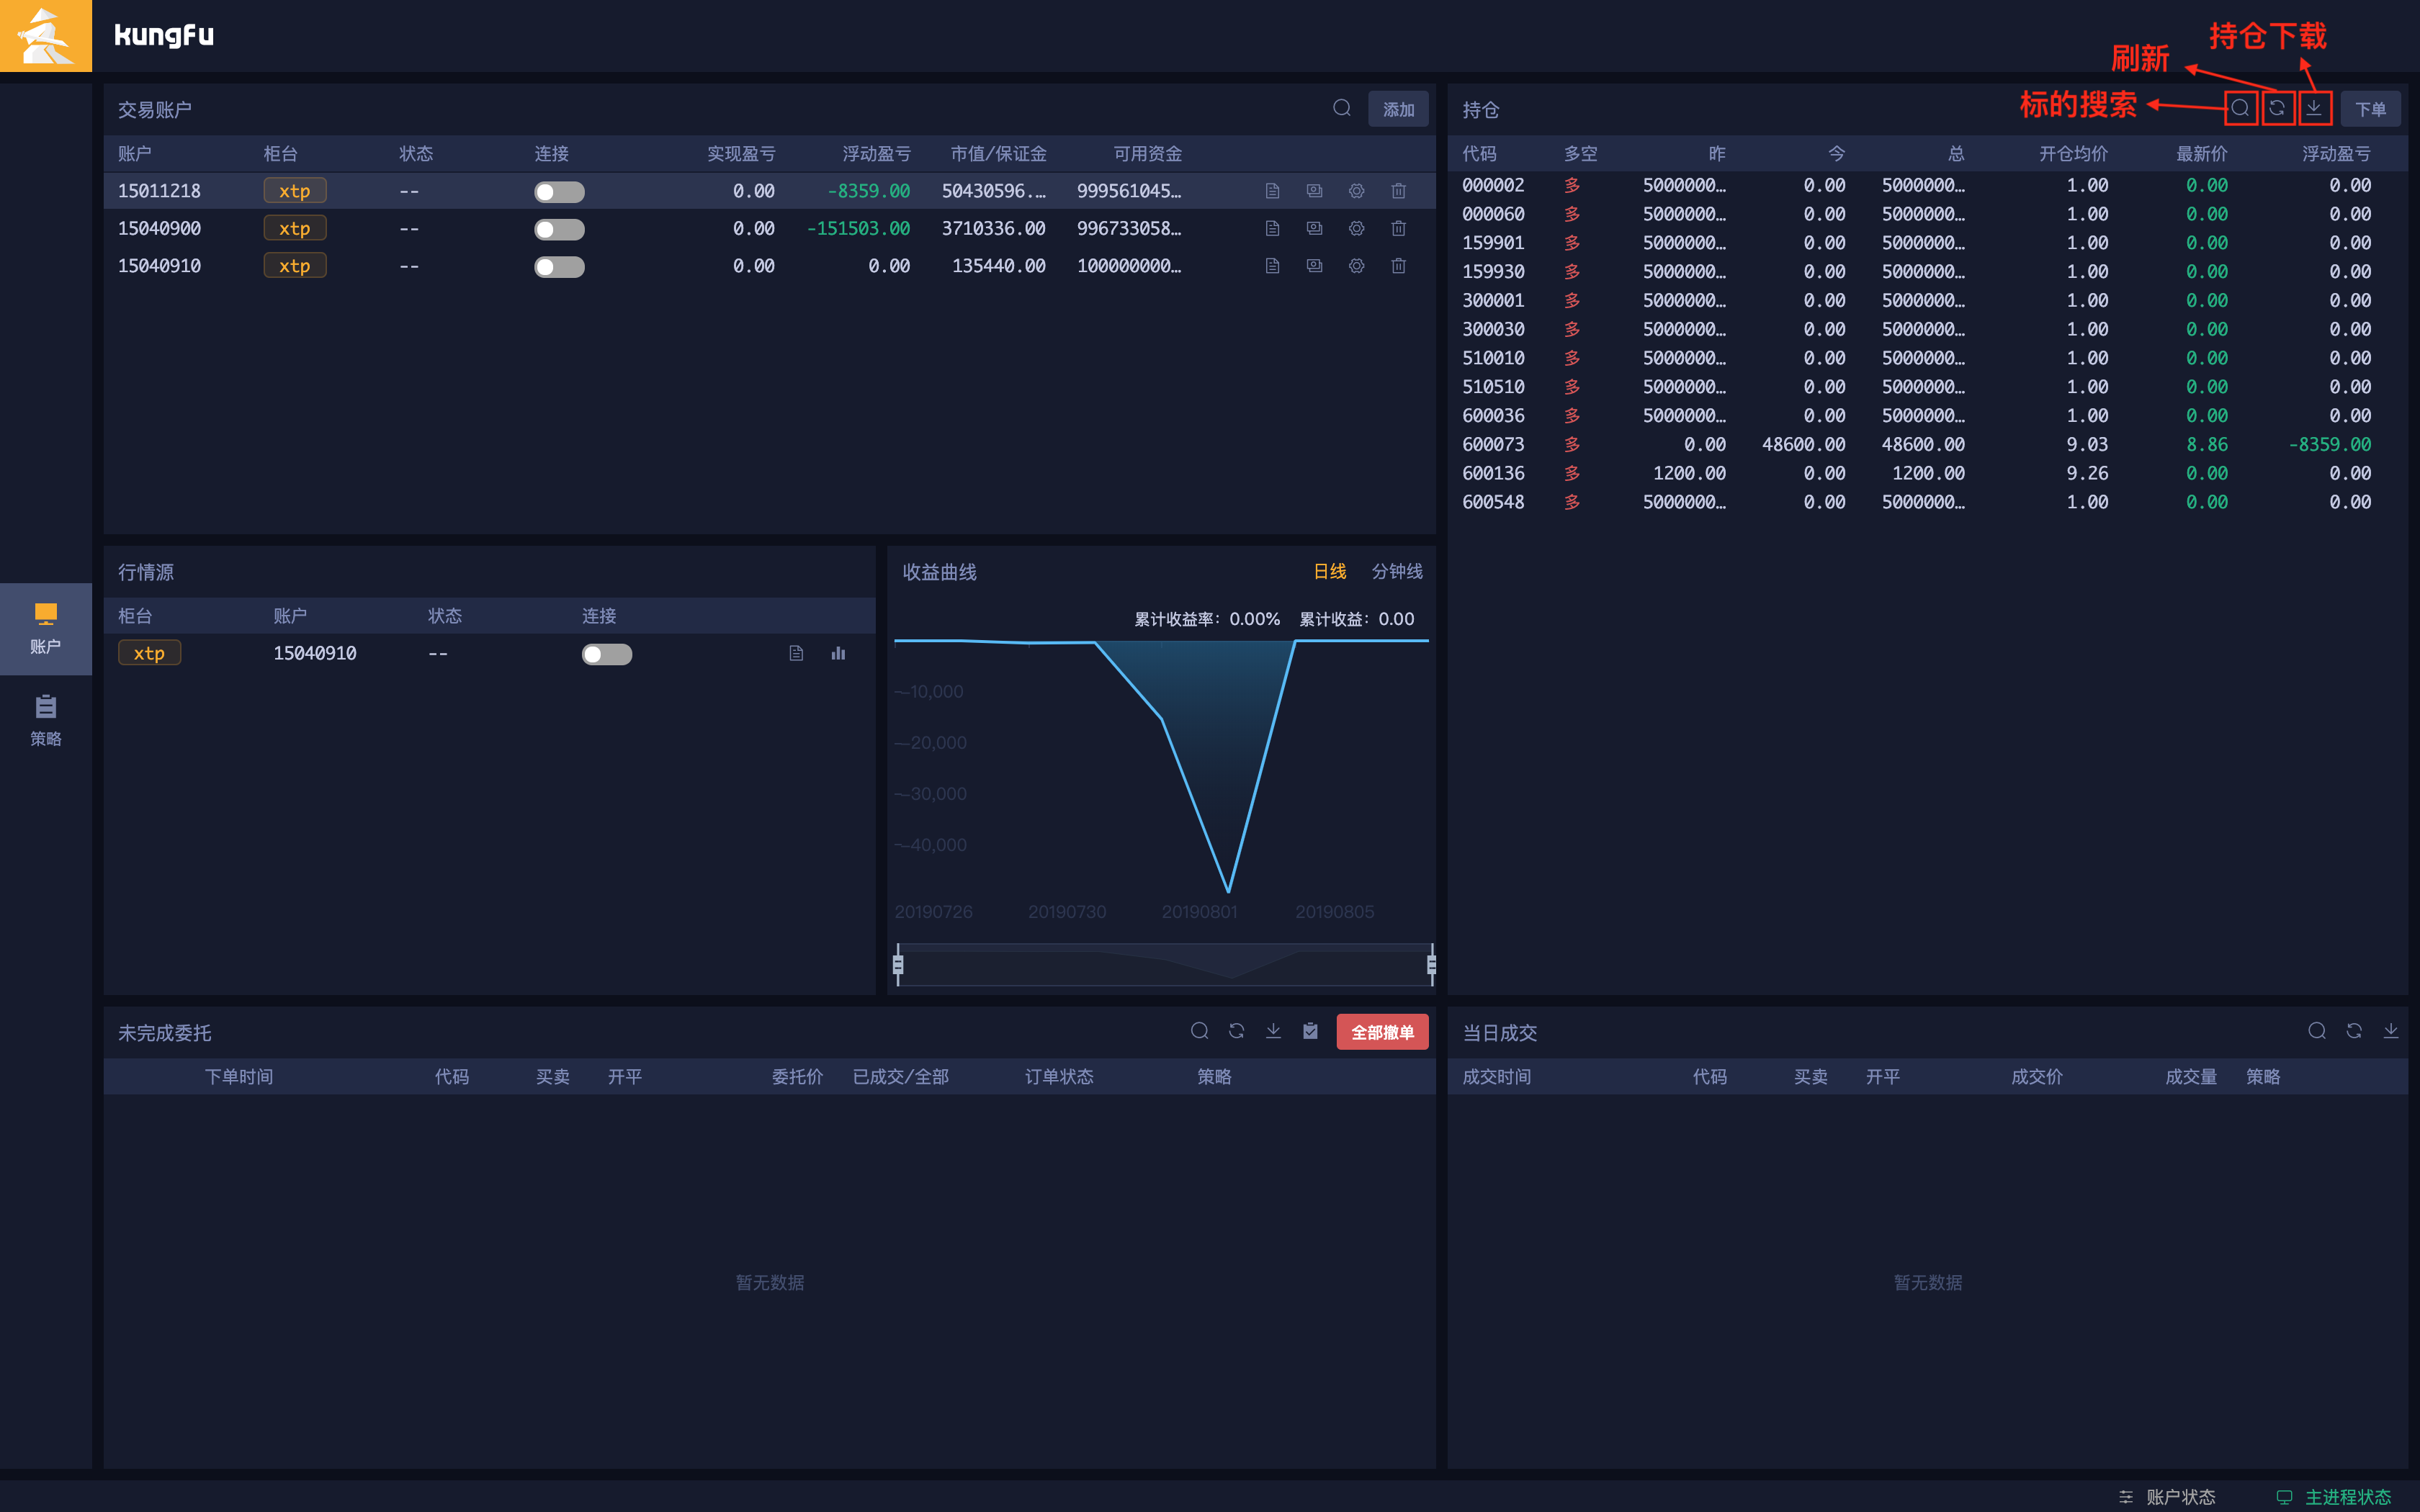 kungfu
持仓下载
刷新
标的搜索
交易账户
添加
账户 柜台 状态 连接 实现盈亏 浮动盈亏 市值/保证金 可用资金
15011218 xtp -- 0.00 -8359.00 50430596.… 999561045…
15040900 xtp -- 0.00 -151503.00 3710336.00 996733058…
15040910 xtp -- 0.00 0.00 135440.00 100000000…
持仓
下单
代码 多空 昨 今 总 开仓均价 最新价 浮动盈亏
000002 多 5000000… 0.00 5000000… 1.00 0.00 0.00
000060 多 5000000… 0.00 5000000… 1.00 0.00 0.00
159901 多 5000000… 0.00 5000000… 1.00 0.00 0.00
159930 多 5000000… 0.00 5000000… 1.00 0.00 0.00
300001 多 5000000… 0.00 5000000… 1.00 0.00 0.00
300030 多 5000000… 0.00 5000000… 1.00 0.00 0.00
510010 多 5000000… 0.00 5000000… 1.00 0.00 0.00
510510 多 5000000… 0.00 5000000… 1.00 0.00 0.00
600036 多 5000000… 0.00 5000000… 1.00 0.00 0.00
600073 多 0.00 48600.00 48600.00 9.03 8.86 -8359.00
600136 多 1200.00 0.00 1200.00 9.26 0.00 0.00
600548 多 5000000… 0.00 5000000… 1.00 0.00 0.00
账户
策略
行情源
柜台 账户 状态 连接
xtp 15040910 --
收益曲线 日线 分钟线
累计收益率: 0.00% 累计收益: 0.00
-10,000
-20,000
-30,000
-40,000
20190726 20190730 20190801 20190805
未完成委托
全部撤单
下单时间 代码 买卖 开平 委托价 已成交/全部 订单状态 策略
暂无数据
当日成交
成交时间 代码 买卖 开平 成交价 成交量 策略
暂无数据
账户状态 主进程状态